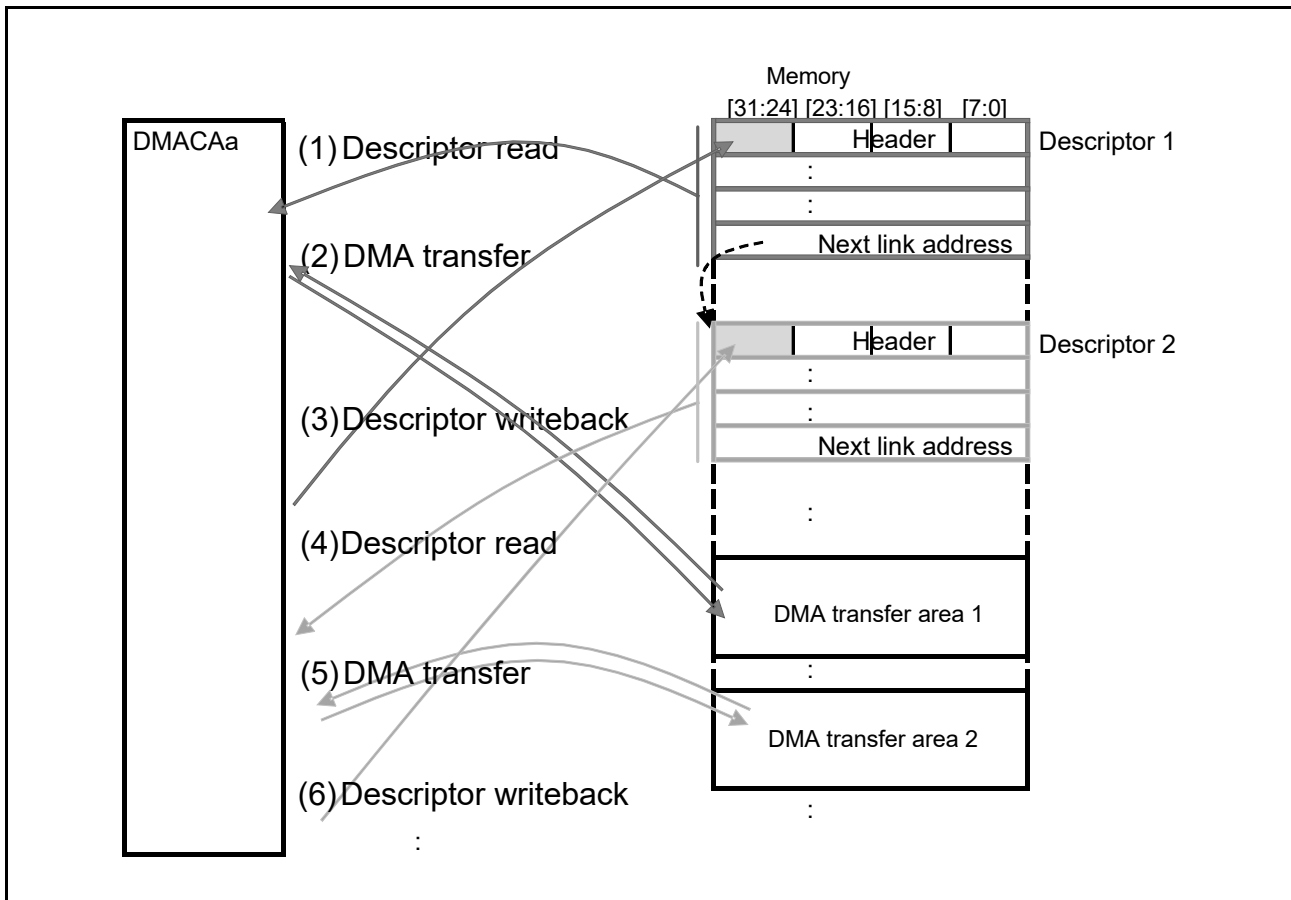 Memory
[31:24] [23:16] [15:8] [7:0]
DMACAa
(1) Descriptor read
Header
Descriptor 1
:
:
(2) DMA transfer
Next link address
Header
Descriptor 2
:
:
(3) Descriptor writeback
Next link address
:
(4) Descriptor read
DMA transfer area 1
(5) DMA transfer
:
DMA transfer area 2
(6) Descriptor writeback
:
: